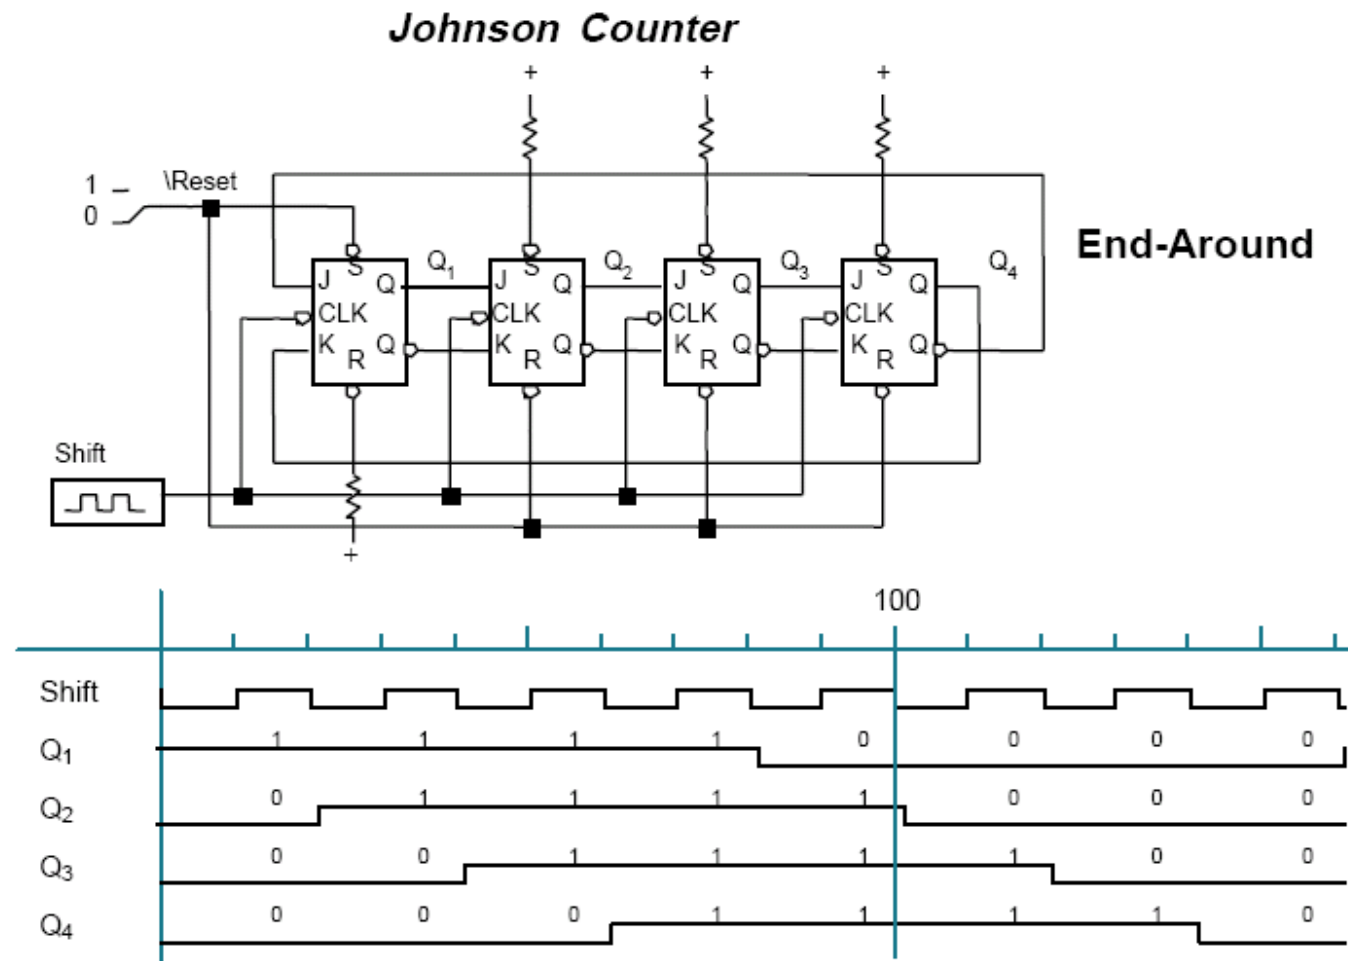 Johnson Counter
+ + +
1 \Reset
0
End-Around
S Q1 S Q2 S Q3 S Q4
J Q J Q J Q J Q
CLK CLK CLK CLK
K R Q K R Q K R Q K R Q
Shift
+
100
Shift
Q1 1 1 1 1 0 0 0 0
Q2 0 1 1 1 1 0 0 0
Q3 0 0 1 1 1 1 0 0
Q4 0 0 0 1 1 1 1 0